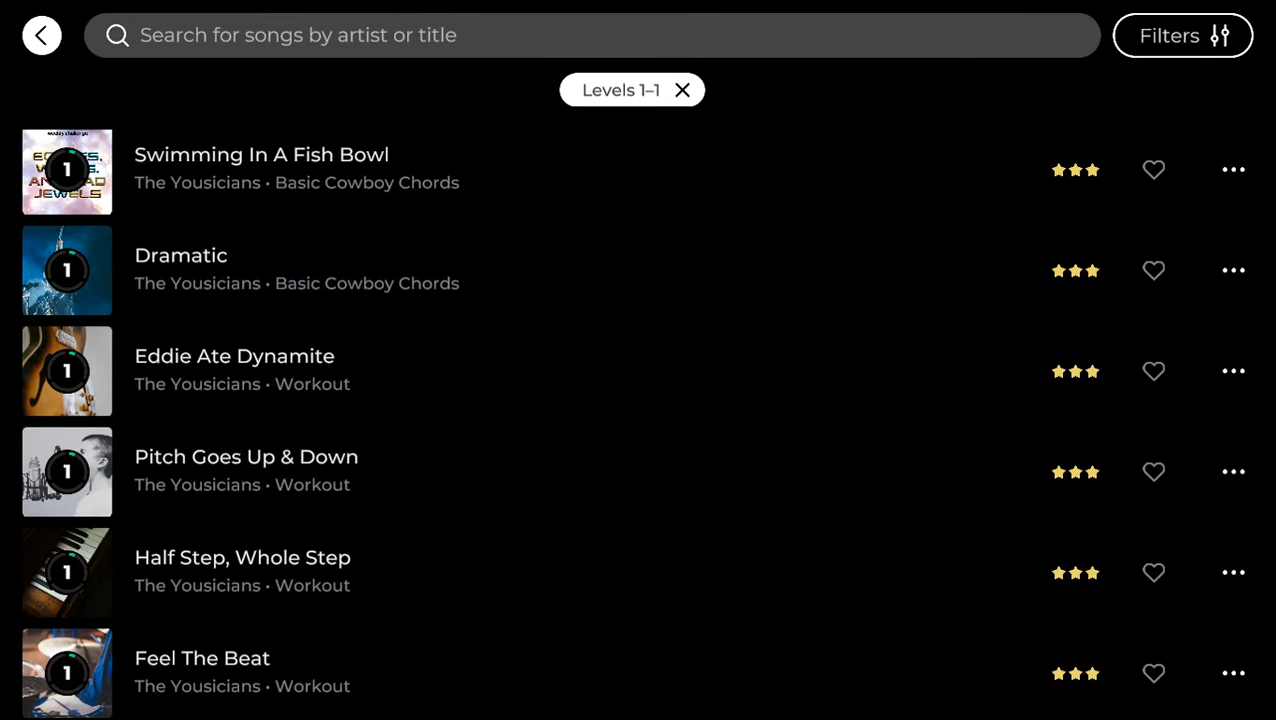 Search for songs by artist or title
Filters
Levels 1–1
weekly challenge
1
Swimming In A Fish Bowl
The Yousicians • Basic Cowboy Chords
JEWELS
1
Dramatic
The Yousicians • Basic Cowboy Chords
1
Eddie Ate Dynamite
The Yousicians • Workout
1
Pitch Goes Up & Down
The Yousicians • Workout
1
Half Step, Whole Step
The Yousicians • Workout
1
Feel The Beat
The Yousicians • Workout